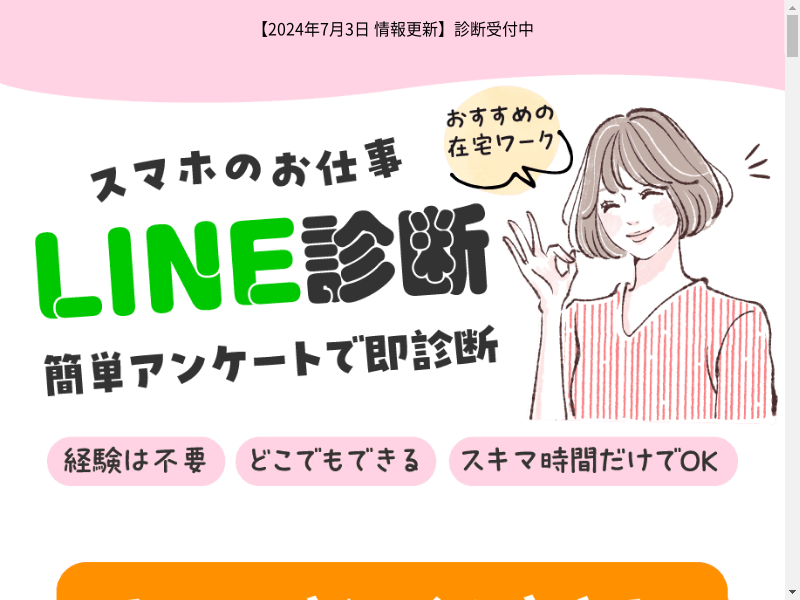 【2024年7月3日 情報更新】診断受付中
おすすめの
在宅ワーク
スマホのお仕事
LINE診断
簡単アンケートで即診断
経験は不要
どこでもできる
スキマ時間だけでOK